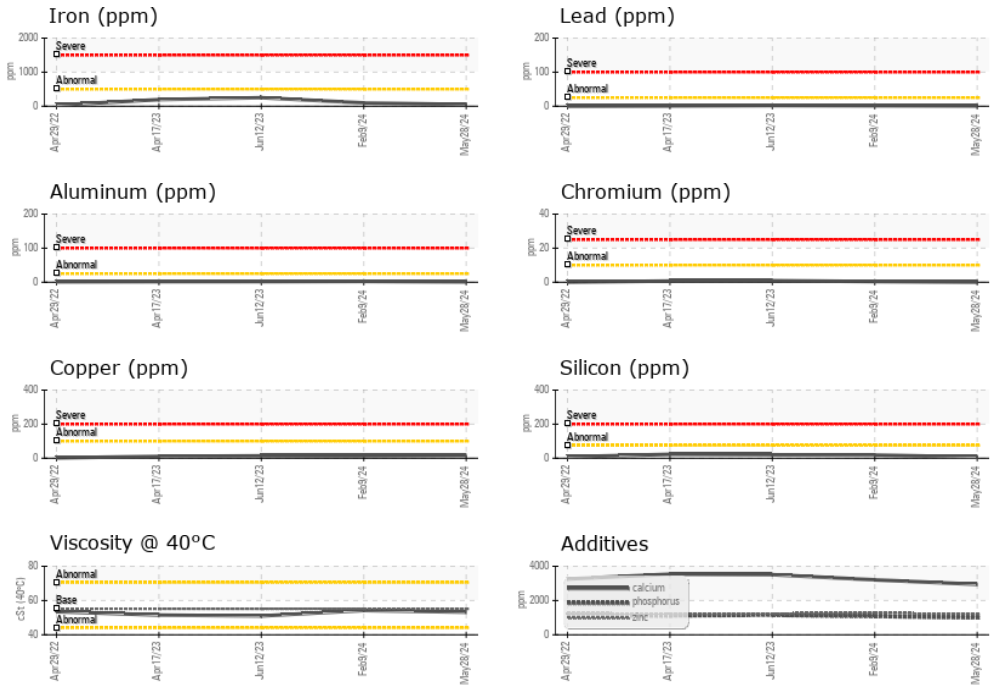 Iron (ppm)
2000
1000
0
ppm
Severe
Abnormal
Apr29/22
Apr17/23
Jun12/23
Feb9/24
May28/24
Lead (ppm)
200
100
0
ppm
Severe
Abnormal
Apr29/22
Apr17/23
Jun12/23
Feb9/24
May28/24
Aluminum (ppm)
200
100
0
ppm
Severe
Abnormal
Apr29/22
Apr17/23
Jun12/23
Feb9/24
May28/24
Chromium (ppm)
40
20
0
ppm
Severe
Abnormal
Apr29/22
Apr17/23
Jun12/23
Feb9/24
May28/24
Copper (ppm)
400
200
0
ppm
Severe
Abnormal
Apr29/22
Apr17/23
Jun12/23
Feb9/24
May28/24
Silicon (ppm)
400
200
0
ppm
Severe
Abnormal
Apr29/22
Apr17/23
Jun12/23
Feb9/24
May28/24
Viscosity @ 40°C
80
60
40
cSt (40°C)
Abnormal
Base
Abnormal
Apr29/22
Apr17/23
Jun12/23
Feb9/24
May28/24
Additives
4000
2000
0
ppm
calcium
phosphorus
zinc
Apr29/22
Apr17/23
Jun12/23
Feb9/24
May28/24